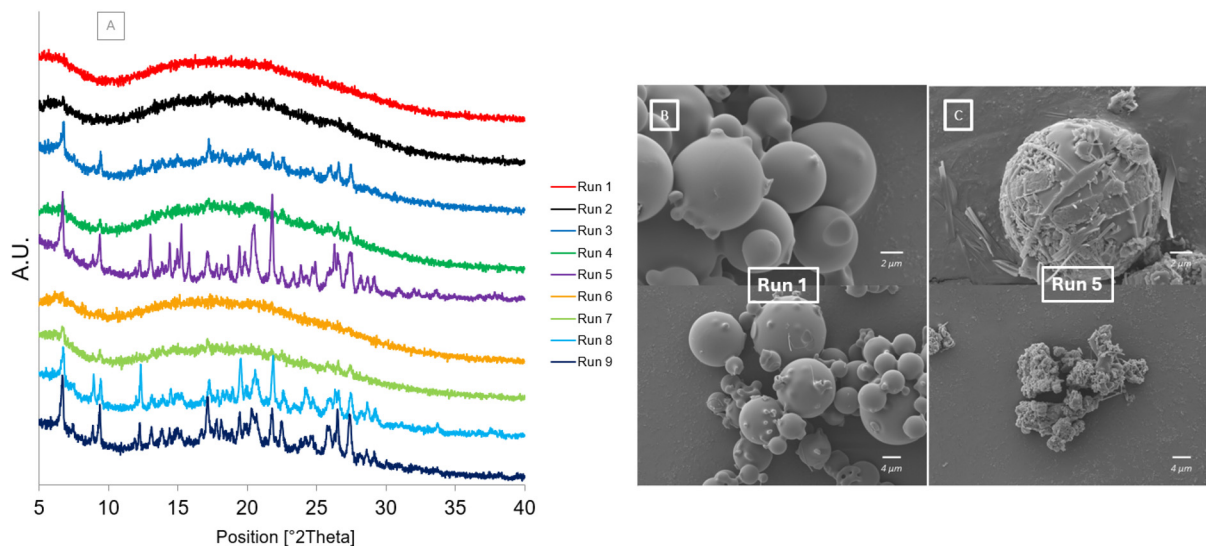 A
A.U.
5
10
15
20
25
30
35
40
Position [°2Theta]
Run 1
Run 2
Run 3
Run 4
Run 5
Run 6
Run 7
Run 8
Run 9
B
2 µm
C
2 µm
Run 1
Run 5
4 µm
4 µm